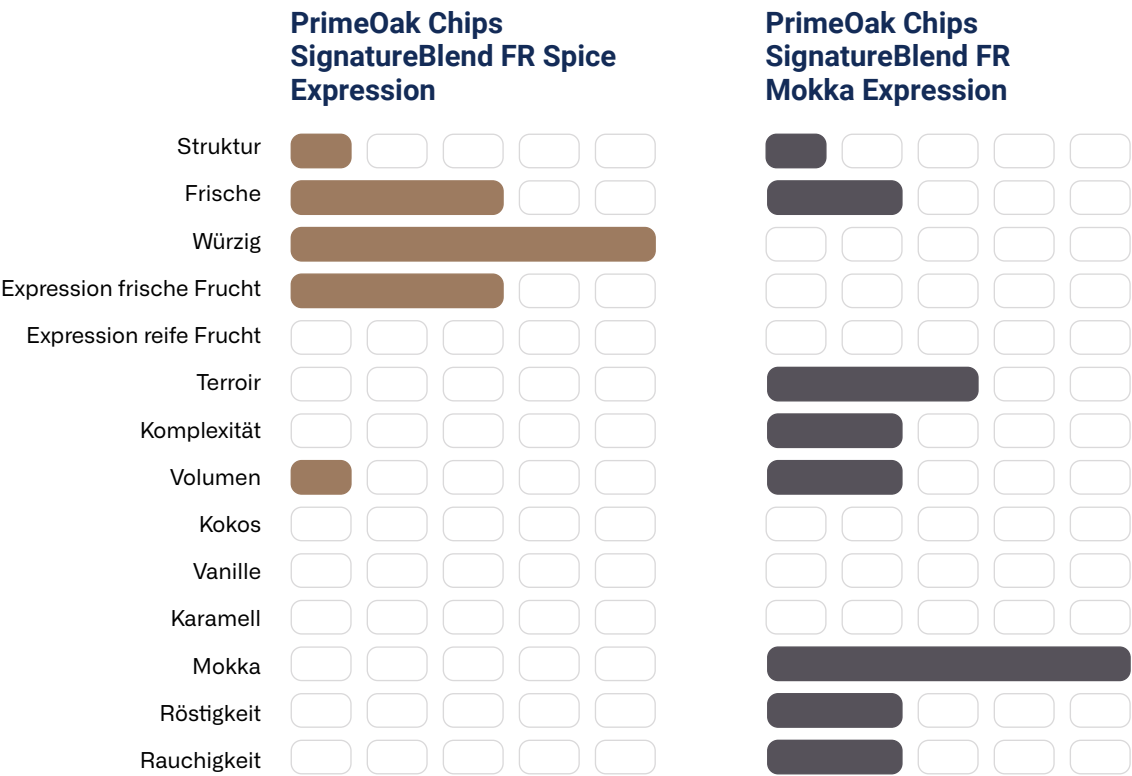 PrimeOak Chips
SignatureBlend FR Spice
Expression
PrimeOak Chips
SignatureBlend FR
Mokka Expression
Struktur
Frische
Würzig
Expression frische Frucht
Expression reife Frucht
Terroir
Komplexität
Volumen
Kokos
Vanille
Karamell
Mokka
Röstigkeit
Rauchigkeit